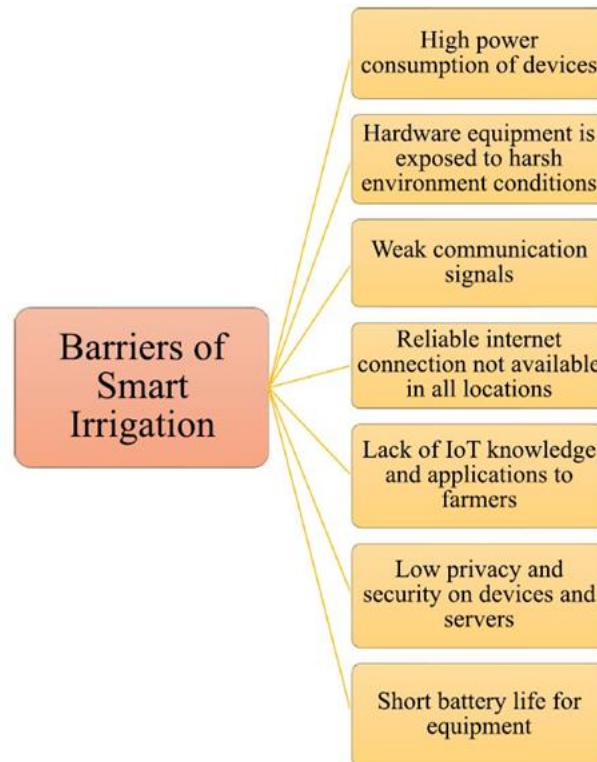 High power
consumption of devices
Hardware equipment is
exposed to harsh
environment conditions
Weak communication
signals
Barriers of
Smart
Irrigation
Reliable internet
connection not available
in all locations
Lack of IoT knowledge
and applications to
farmers
Low privacy and
security on devices and
servers
Short battery life for
equipment